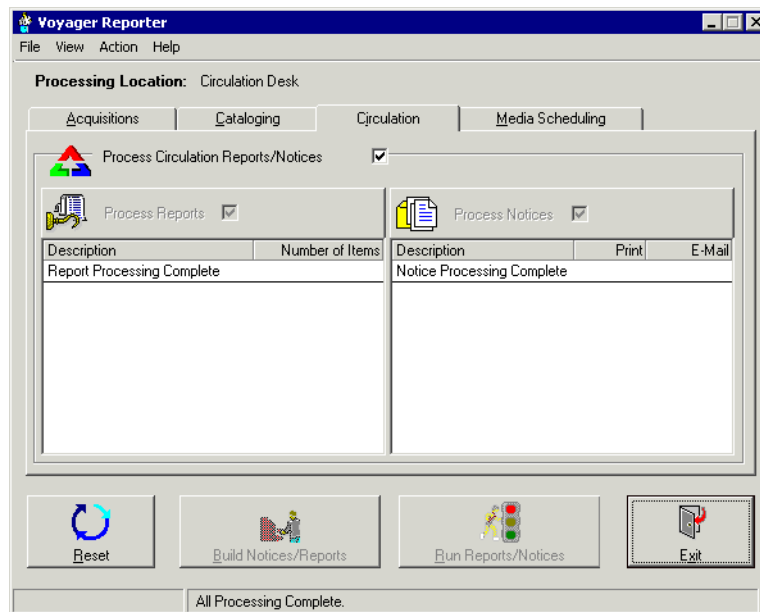 Voyager Reporter
File View Action Help
Processing Location: Circulation Desk
Acquisitions Cataloging Circulation Media Scheduling
Process Circulation Reports/Notices
Process Reports Process Notices
Description Number of Items Description Print E-Mail
Report Processing Complete Notice Processing Complete
Reset Build Notices/Reports Run Reports/Notices Exit
All Processing Complete.